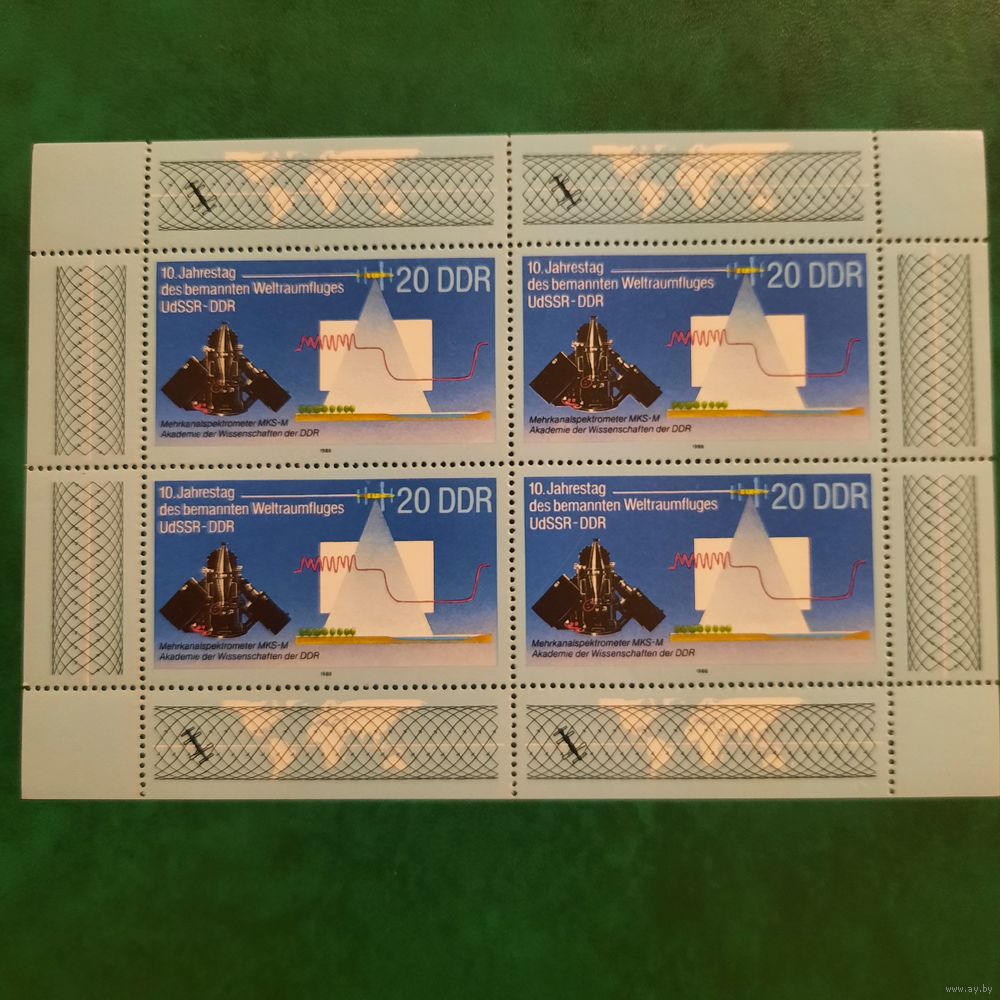 10. Jahrestag
des bemannten Weltraumfluges
UdSSR-DDR
20 DDR
Mehrkanalspektrometer MKS-M
Akademie der Wissenschaften der DDR
1988
10. Jahrestag
des bemannten Weltraumfluges
UdSSR-DDR
20 DDR
Mehrkanalspektrometer MKS-M
Akademie der Wissenschaften der DDR
1988
10. Jahrestag
des bemannten Weltraumfluges
UdSSR-DDR
20 DDR
Mehrkanalspektrometer MKS-M
Akademie der Wissenschaften der DDR
1988
10. Jahrestag
des bemannten Weltraumfluges
UdSSR-DDR
20 DDR
Mehrkanalspektrometer MKS-M
Akademie der Wissenschaften der DDR
1988
www.ay.by